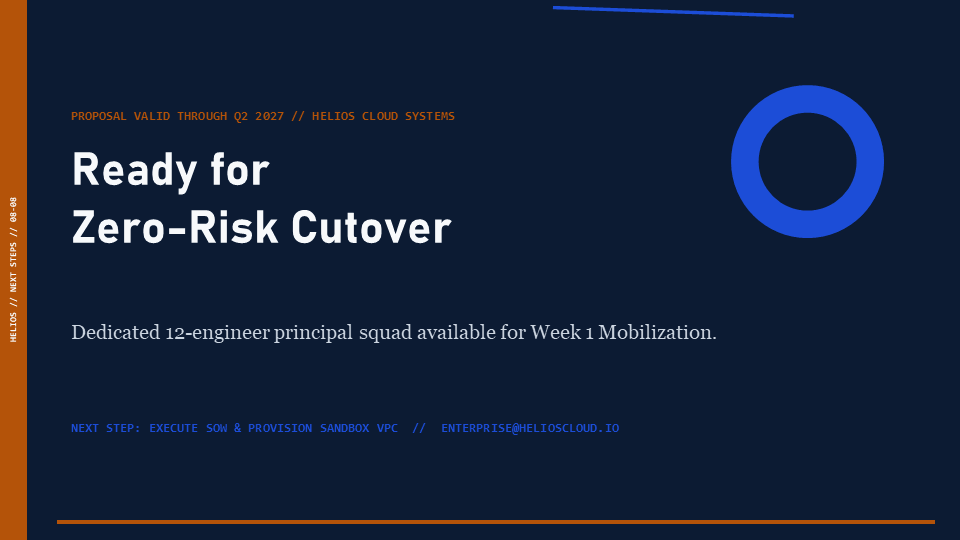 PROPOSAL VALID THROUGH Q2 2027 // HELIOS CLOUD SYSTEMS
Ready for
Zero-Risk Cutover
Dedicated 12-engineer principal squad available for Week 1 Mobilization.
NEXT STEP: EXECUTE SOW & PROVISION SANDBOX VPC // ENTERPRISE@HELIOSCLOUD.IO
HELIOS // NEXT STEPS // 08-08